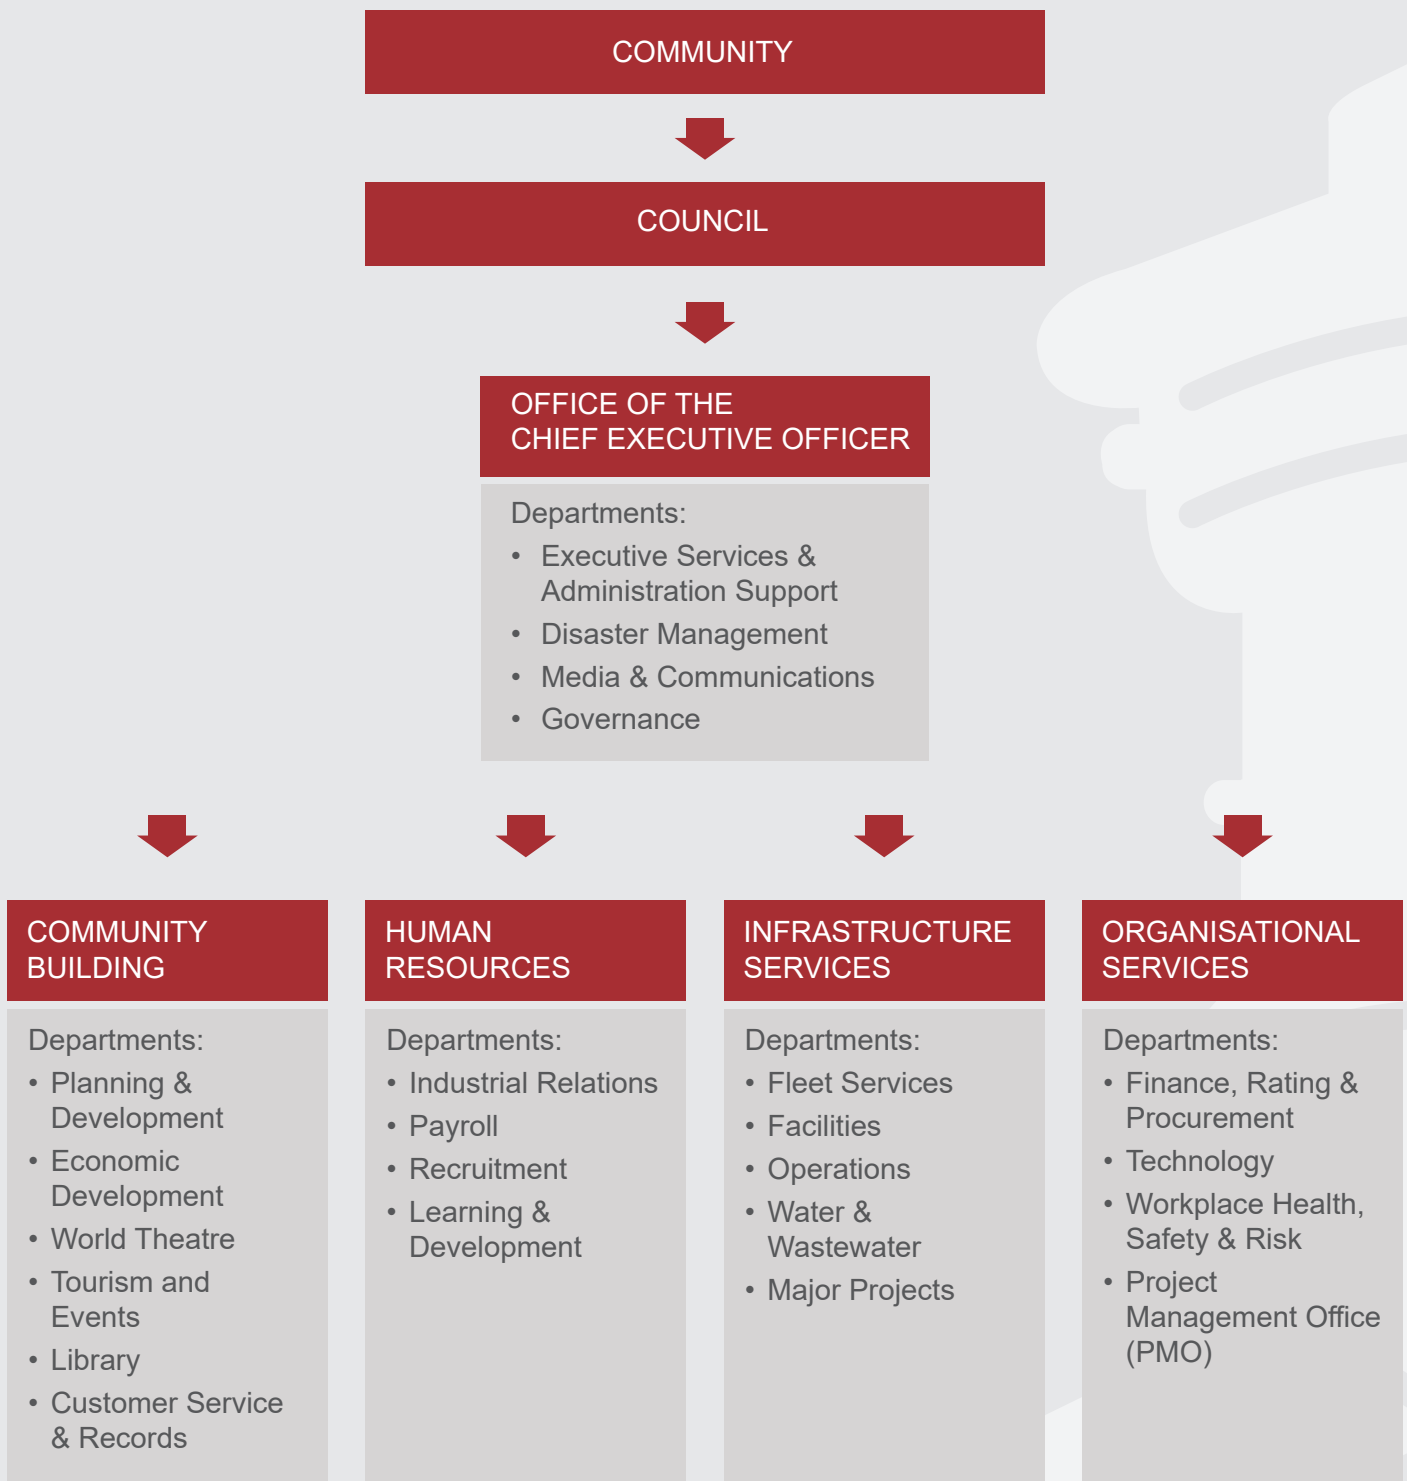 COMMUNITY
COUNCIL
OFFICE OF THE
CHIEF EXECUTIVE OFFICER
Departments:
• Executive Services &
Administration Support
• Disaster Management
• Media & Communications
• Governance
COMMUNITY
BUILDING
Departments:
• Planning &
Development
• Economic
Development
• World Theatre
• Tourism and
Events
• Library
• Customer Service
& Records
HUMAN
RESOURCES
Departments:
• Industrial Relations
• Payroll
• Recruitment
• Learning &
Development
INFRASTRUCTURE
SERVICES
Departments:
• Fleet Services
• Facilities
• Operations
• Water &
Wastewater
• Major Projects
ORGANISATIONAL
SERVICES
Departments:
• Finance, Rating &
Procurement
• Technology
• Workplace Health,
Safety & Risk
• Project
Management Office
(PMO)